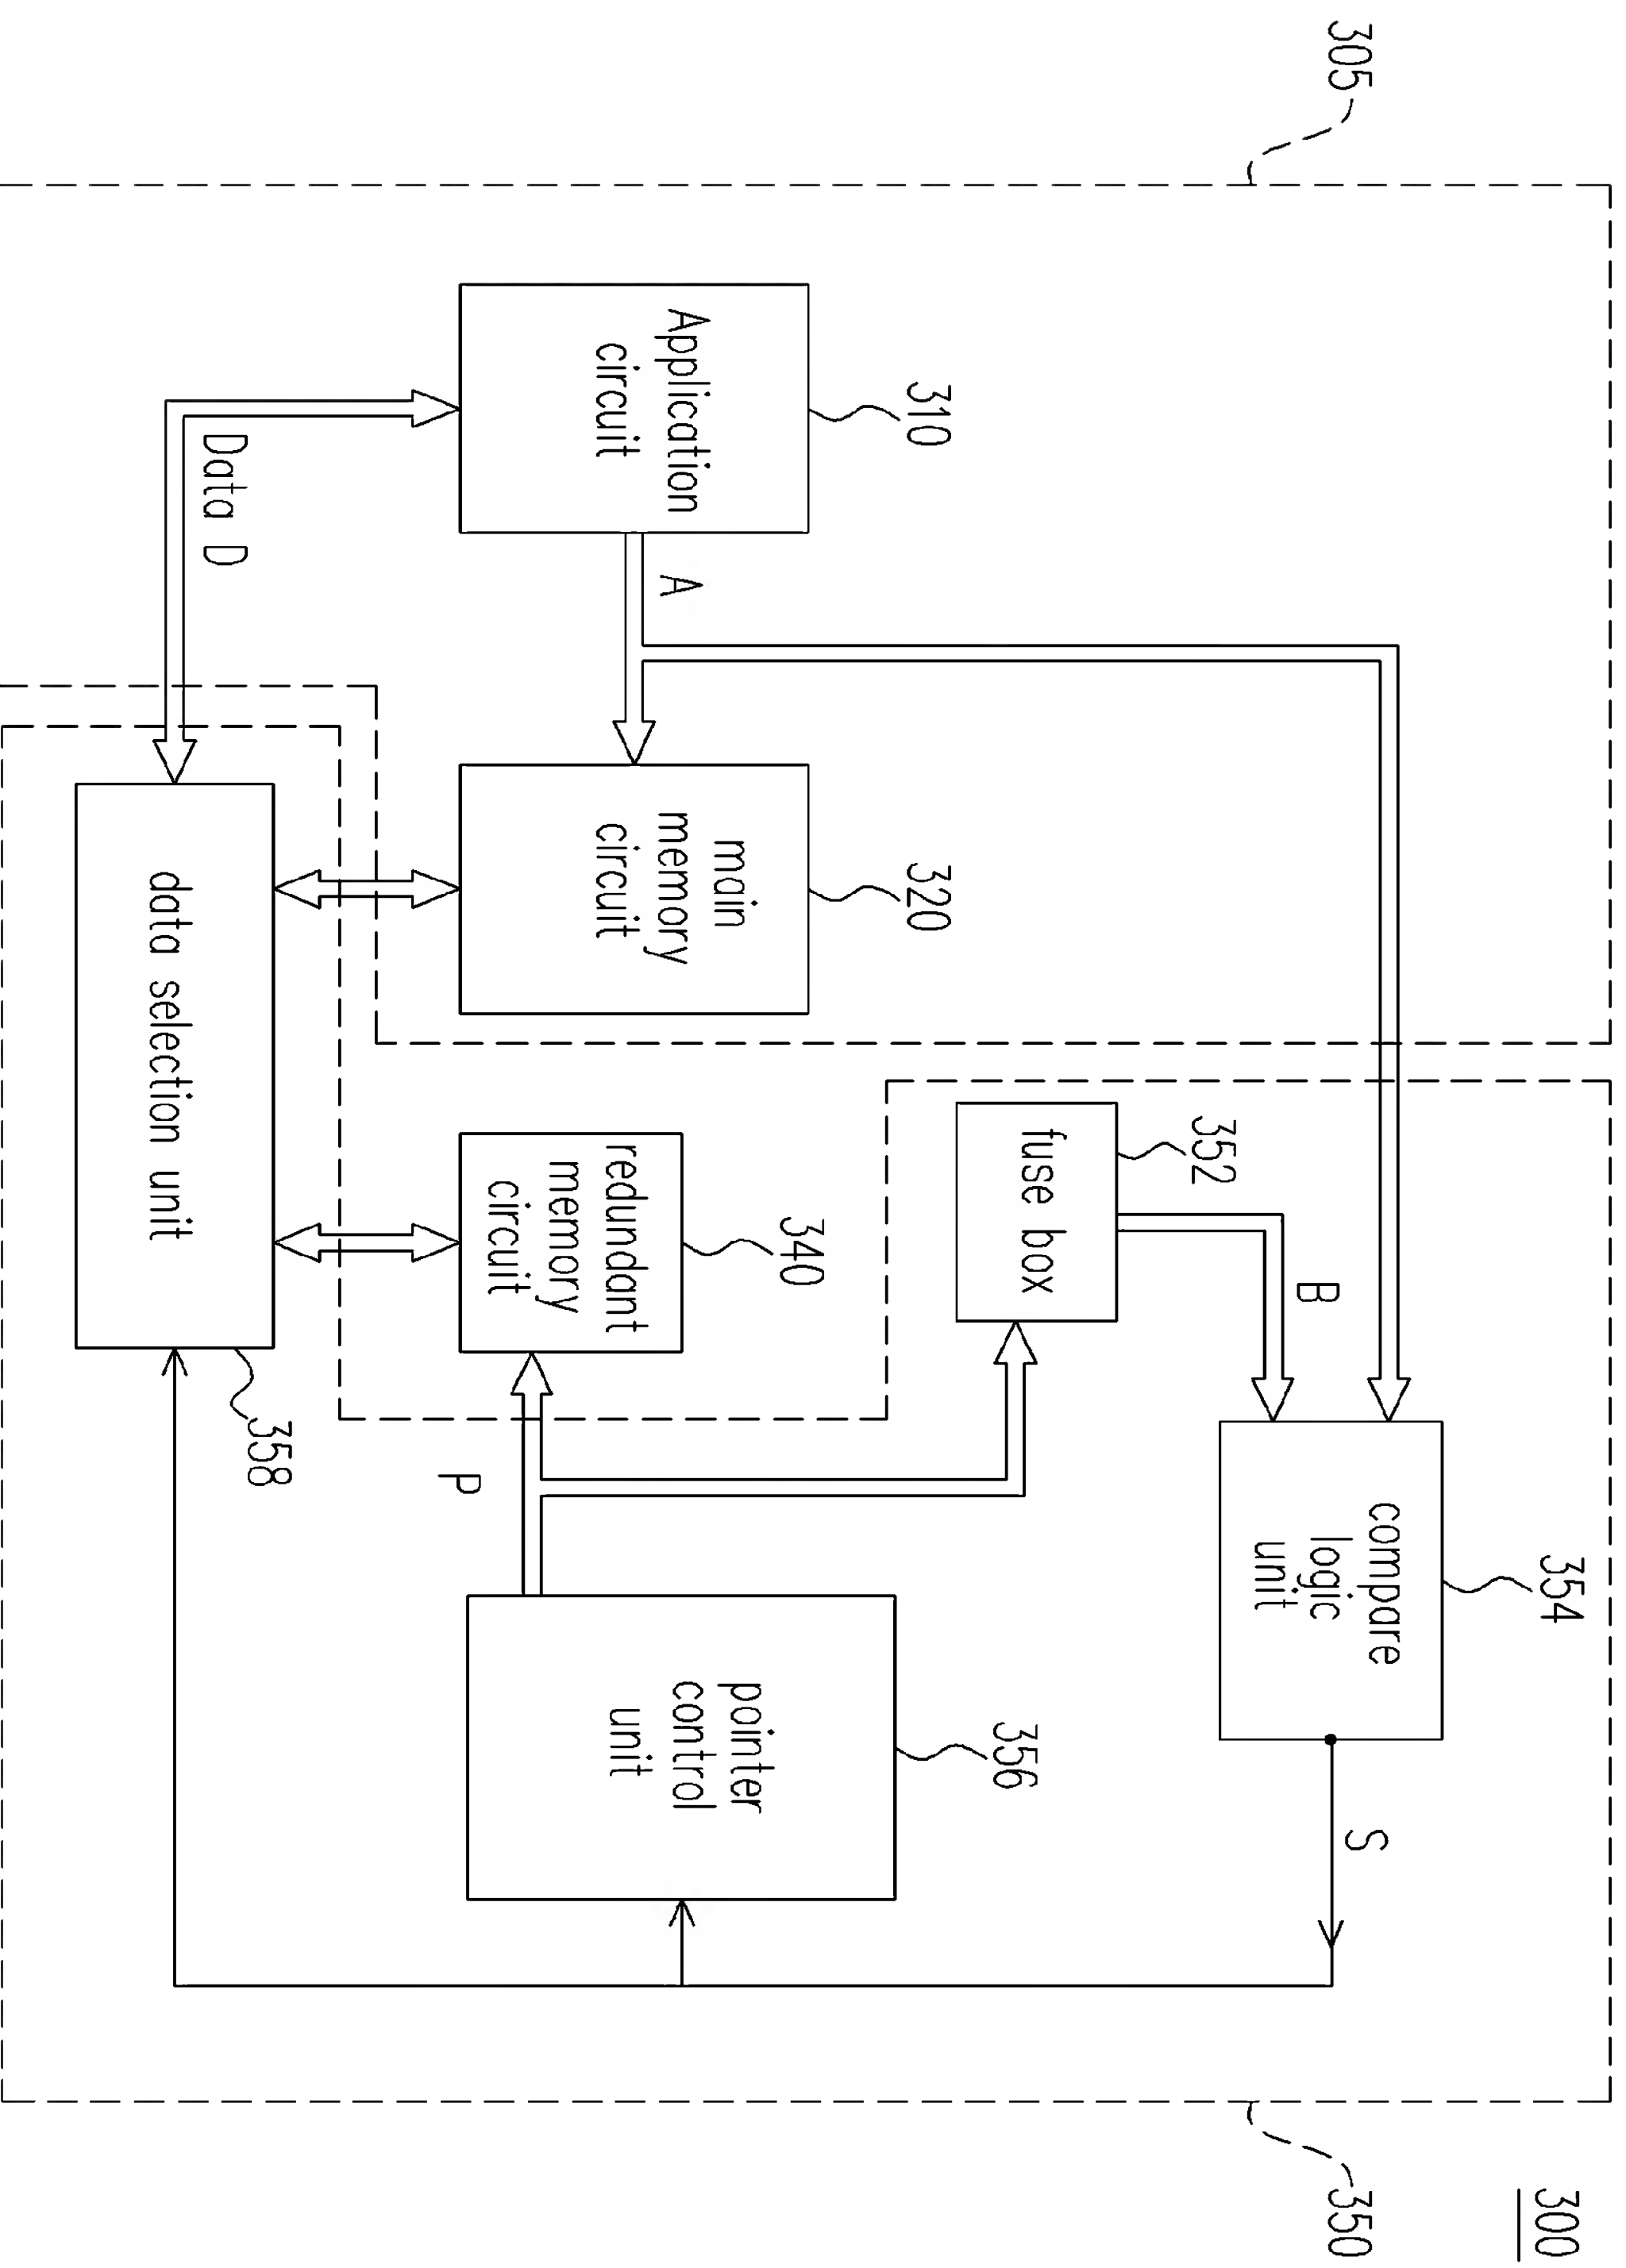 300
305
350
354
compare
logic
unit
S
352
fuse box
B
310
Application
circuit
A
320
main
memory
circuit
340
redundant
memory
circuit
356
pointer
control
unit
P
Data D
data selection unit
358